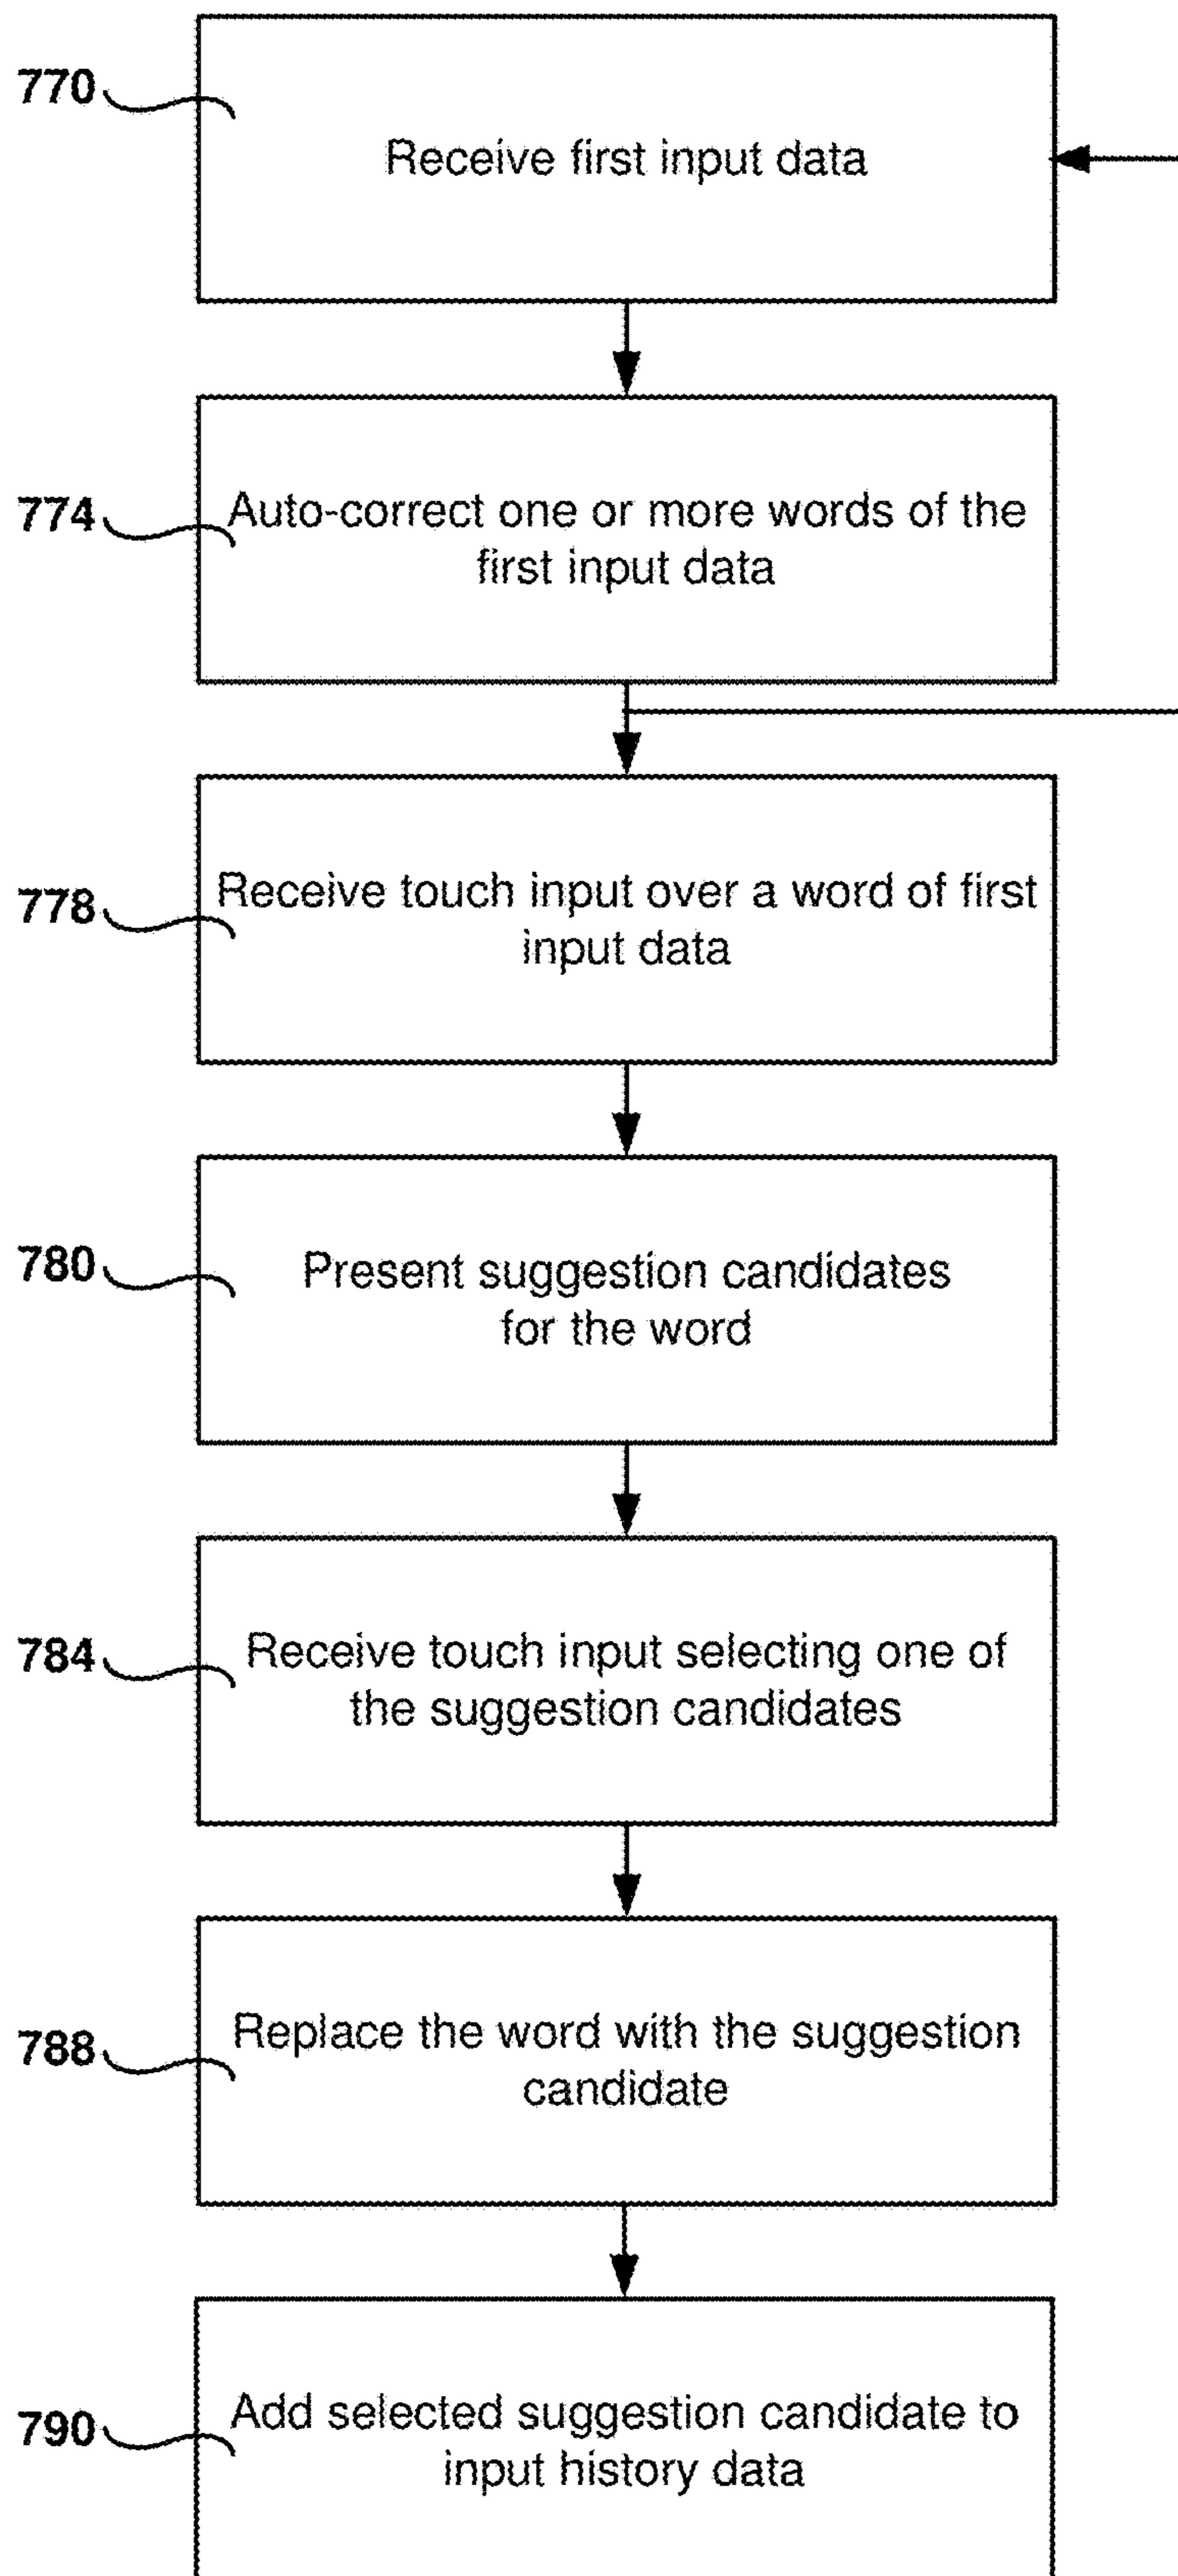 770
Receive first input data
774
Auto-correct one or more words of the
first input data
778
Receive touch input over a word of first
input data
780
Present suggestion candidates
for the word
784
Receive touch input selecting one of
the suggestion candidates
788
Replace the word with the suggestion
candidate
790
Add selected suggestion candidate to
input history data